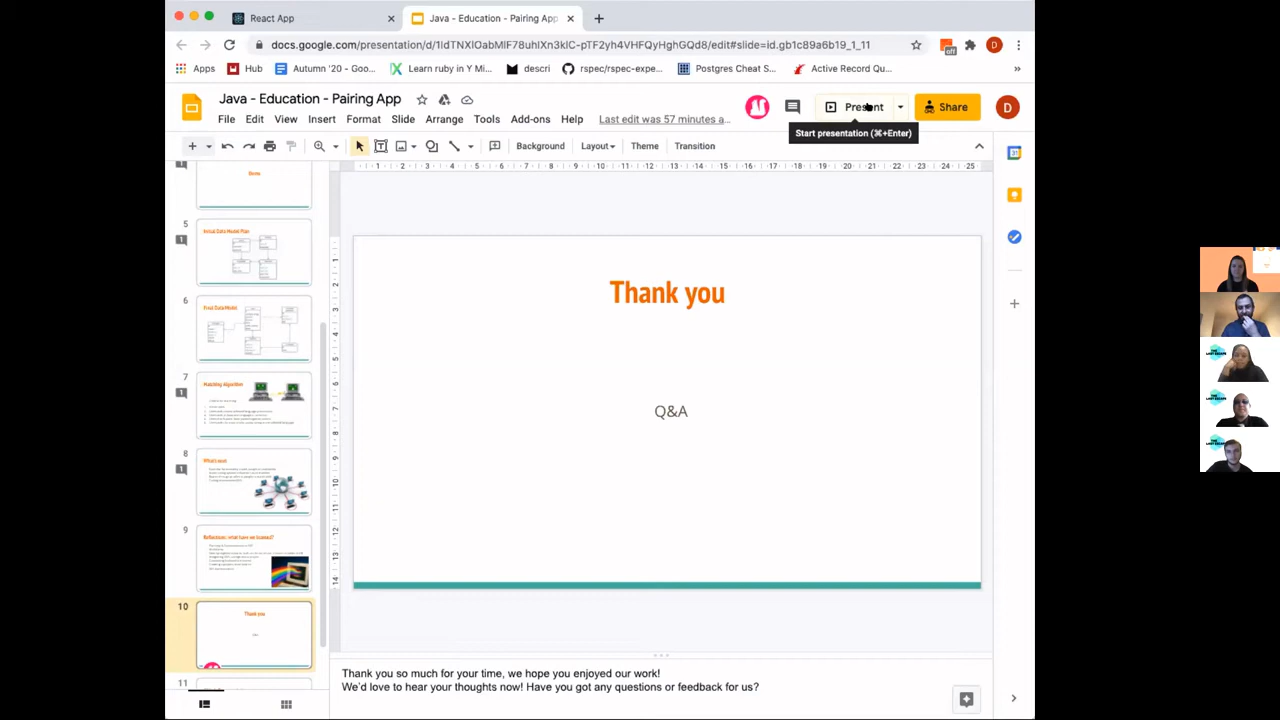 React App
Java - Education - Pairing App
docs.google.com/presentation/d/1ldTNXlOabMlF78uhlXn3klC-pTF2yh4VHFQyHghGQd8/edit#slide=id.gb1c89a6b19_1_11
off
D
Apps
Hub
Autumn '20 - Goo...
Learn ruby in Y Mi...
descri
rspec/rspec-expe...
Postgres Cheat S...
Active Record Qu...
Java - Education - Pairing App
Present
Share
D
File Edit View Insert Format Slide Arrange Tools Add-ons Help
Last edit was 57 minutes a...
Start presentation (⌘+Enter)
Background
Layout
Theme
Transition
Demo
5
Initial Data Model Plan
6
Final Data Model
7
Matching Algorithm
8
What's next
9
Reflections: what have we learned?
10
Thank you
Q&A
11
Thank you
Q&A
Thank you so much for your time, we hope you enjoyed our work!
We'd love to hear your thoughts now! Have you got any questions or feedback for us?